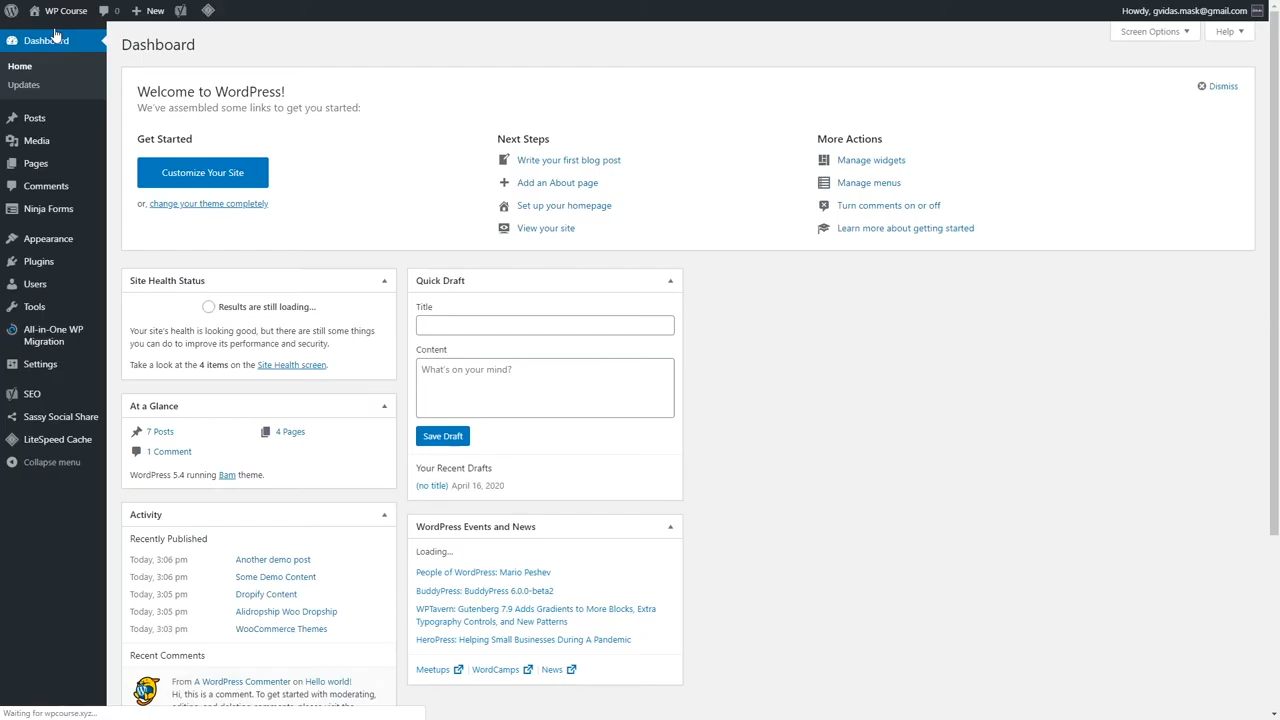 WP Course 0 New Howdy, gvidas.mask@gmail.com
Screen Options Help
Dashboard
Home
Updates
Posts
Media
Pages
Comments
Ninja Forms
Appearance
Plugins
Users
Tools
All-in-One WP
Migration
Settings
SEO
Sassy Social Share
LiteSpeed Cache
Collapse menu
Dashboard
Welcome to WordPress!
We've assembled some links to get you started:
Dismiss
Get Started
Customize Your Site
or, change your theme completely
Next Steps
Write your first blog post
Add an About page
Set up your homepage
View your site
More Actions
Manage widgets
Manage menus
Turn comments on or off
Learn more about getting started
Site Health Status
Results are still loading...
Your site's health is looking good, but there are still some things
you can do to improve its performance and security.
Take a look at the 4 items on the Site Health screen.
At a Glance
7 Posts 4 Pages
1 Comment
WordPress 5.4 running Bam theme.
Activity
Recently Published
Today, 3:06 pm Another demo post
Today, 3:06 pm Some Demo Content
Today, 3:05 pm Dropify Content
Today, 3:05 pm Alidropship Woo Dropship
Today, 3:03 pm WooCommerce Themes
Recent Comments
From A WordPress Commenter on Hello world!
Hi, this is a comment. To get started with moderating,
editing, and deleting comments, please visit the
Quick Draft
Title
Content
What's on your mind?
Save Draft
Your Recent Drafts
(no title) April 16, 2020
WordPress Events and News
Loading...
People of WordPress: Mario Peshev
BuddyPress: BuddyPress 6.0.0-beta2
WPTavern: Gutenberg 7.9 Adds Gradients to More Blocks, Extra
Typography Controls, and New Patterns
HeroPress: Helping Small Businesses During A Pandemic
Meetups | WordCamps | News
Waiting for wpcourse.xyz...